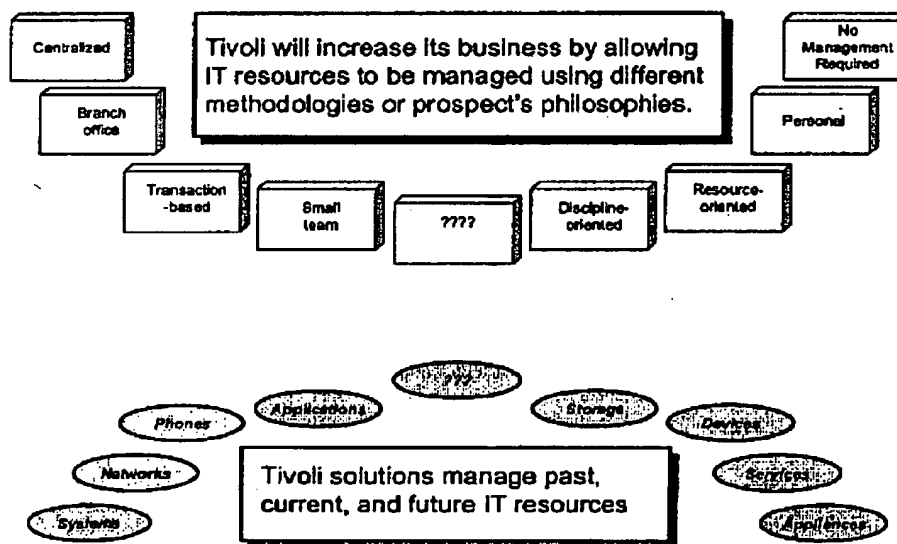 Centralized
Tivoli will increase its business by allowing
IT resources to be managed using different
methodologies or prospect's philosophies.
No
Management
Required
Branch
office
Personal
Transaction
-based
Small
team
????
Discipline-
oriented
Resource-
oriented
???
Applications
Storage
Phones
Devices
Networks
Services
Systems
Appliences
Tivoli solutions manage past,
current, and future IT resources